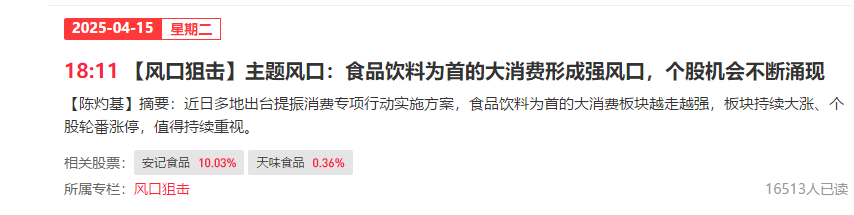 2025-04-15 星期二
18:11 【风口狙击】主题风口：食品饮料为首的大消费形成强风口，个股机会不断涌现
【陈灼基】摘要：近日多地出台提振消费专项行动实施方案，食品饮料为首的大消费板块越走越强，板块持续大涨、个
股轮番涨停，值得持续重视。
相关股票： 安记食品 10.03% 天味食品 0.36%
所属专栏：风口狙击 16513人已读